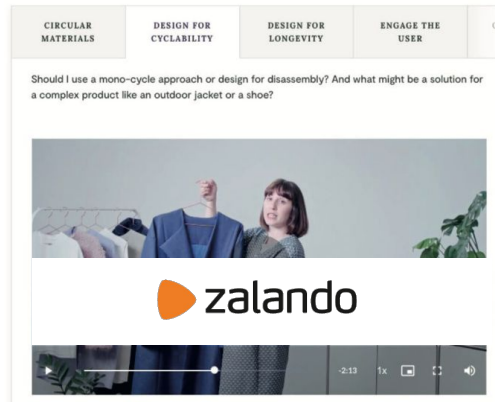 CIRCULAR
MATERIALS
DESIGN FOR
CYCLABILITY
DESIGN FOR
LONGEVITY
ENGAGE THE
USER
Should I use a mono-cycle approach or design for disassembly? And what might be a solution for
a complex product like an outdoor jacket or a shoe?
zalando
-2:13 1x